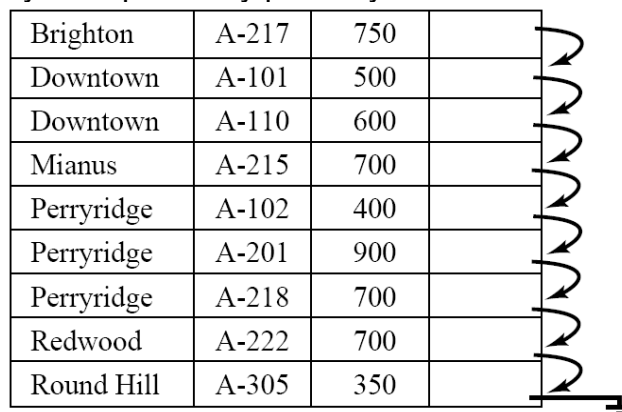 Brighton A-217 750
Downtown A-101 500
Downtown A-110 600
Mianus A-215 700
Perryridge A-102 400
Perryridge A-201 900
Perryridge A-218 700
Redwood A-222 700
Round Hill A-305 350